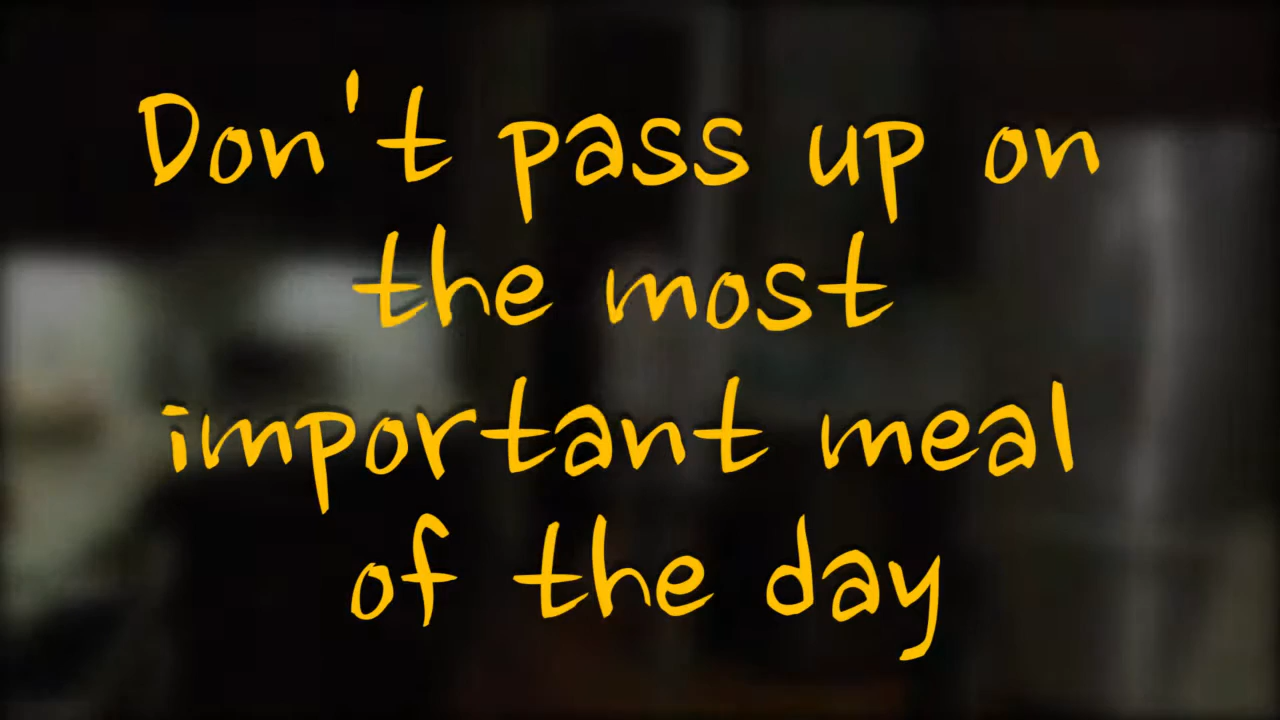 Don't pass up on
the most
important meal
of the day